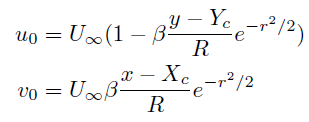 $u_0 = U_\infty(1 - \beta \frac{y - Y_c}{R} e^{-r^2/2})$
$v_0 = U_\infty \beta \frac{x - X_c}{R} e^{-r^2/2}$